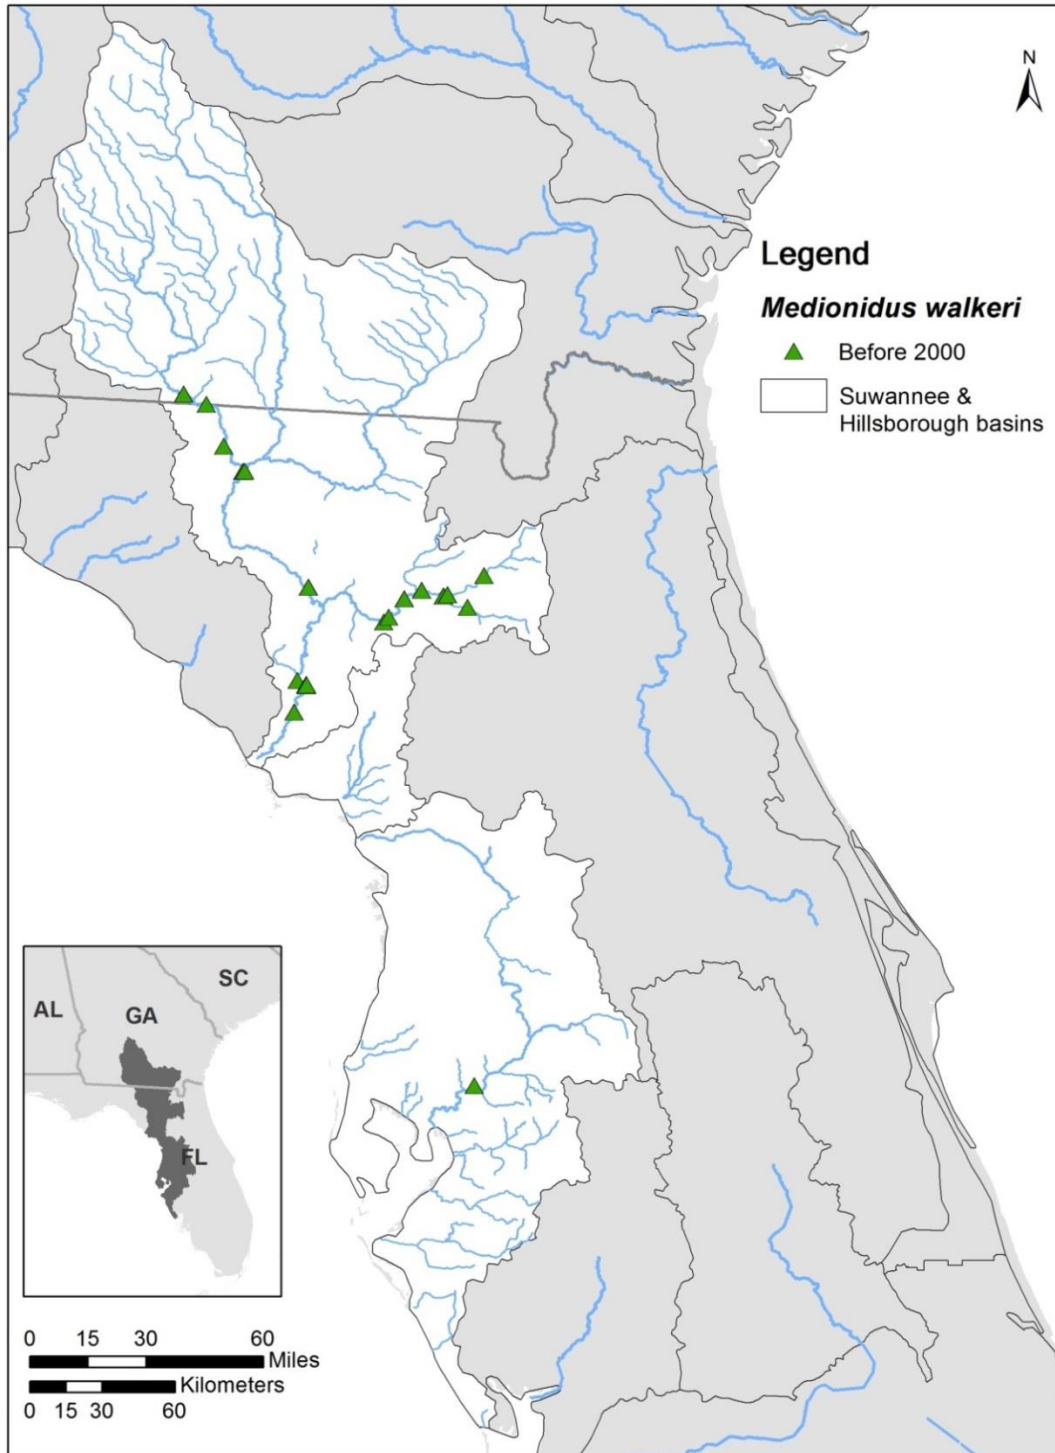 N
Legend
Medionidus walkeri
Before 2000
Suwannee &
Hillsborough basins
SC
AL
GA
FL
0 15 30 60
Miles
Kilometers
0 15 30 60